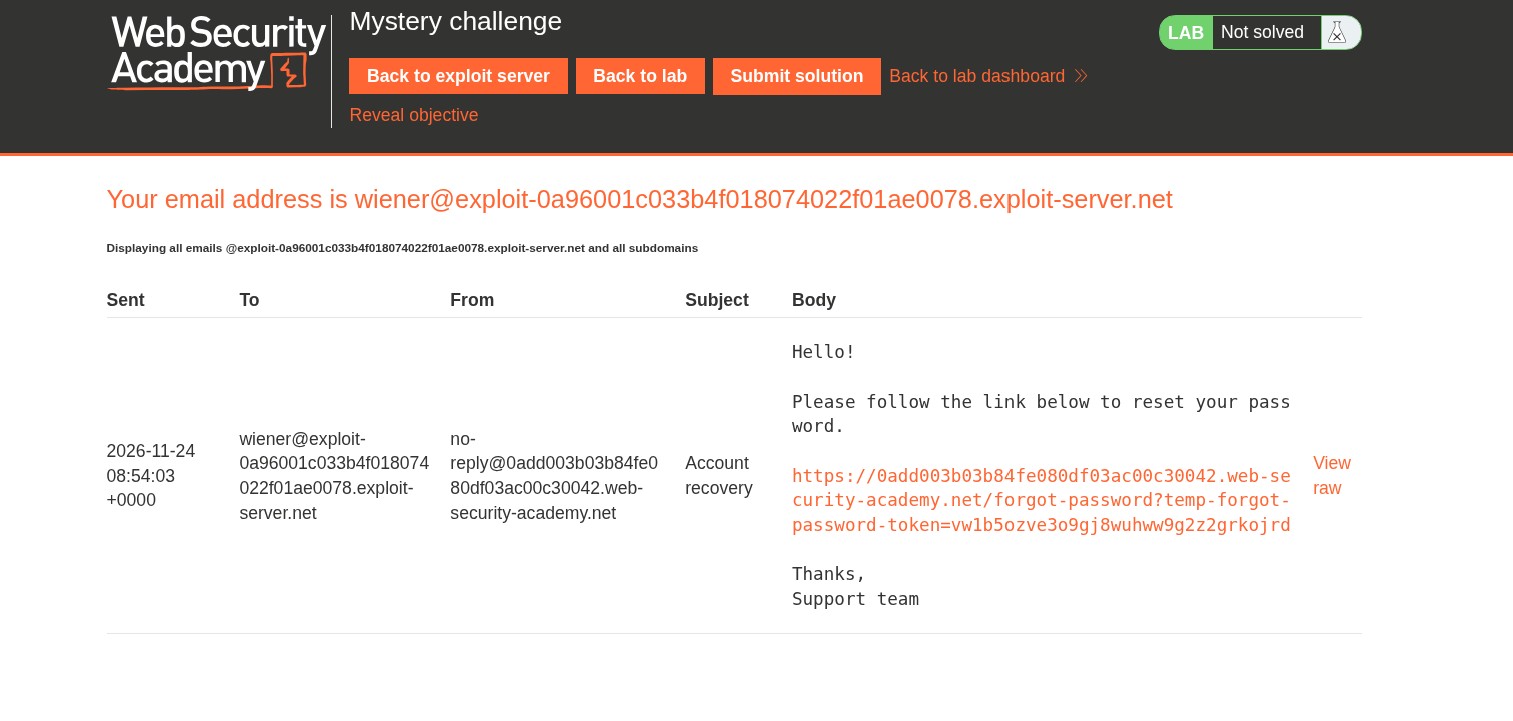 Web Security
Academy
Mystery challenge
LAB Not solved
Back to exploit server Back to lab Submit solution Back to lab dashboard
Reveal objective
Your email address is wiener@exploit-0a96001c033b4f018074022f01ae0078.exploit-server.net
Displaying all emails @exploit-0a96001c033b4f018074022f01ae0078.exploit-server.net and all subdomains
Sent To From Subject Body
2026-11-24
08:54:03
+0000
wiener@exploit-
0a96001c033b4f018074
022f01ae0078.exploit-
server.net
no-
reply@0add003b03b84fe0
80df03ac00c30042.web-
security-academy.net
Account
recovery
Hello!
Please follow the link below to reset your pass
word.
https://0add003b03b84fe080df03ac00c30042.web-se
curity-academy.net/forgot-password?temp-forgot-
password-token=vw1b5ozve3o9gj8wuhww9g2z2grkojrd
Thanks,
Support team
View
raw